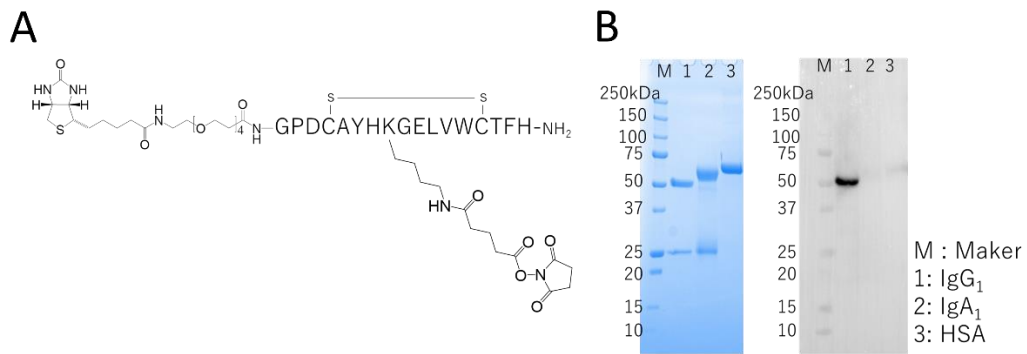 A
B
O
HN
NH
H
H
S
O
H
N
O
4
O
N
H
S
S
GPDCAYHKGELVWCTFH-NH₂
HN
O
O
O
N
O
O
M 1 2 3
250kDa
150
100
75
50
37
25
20
15
10
M 1 2 3
250kDa
150
100
75
50
37
25
20
15
10
M : Maker
1: IgG₁
2: IgA₁
3: HSA